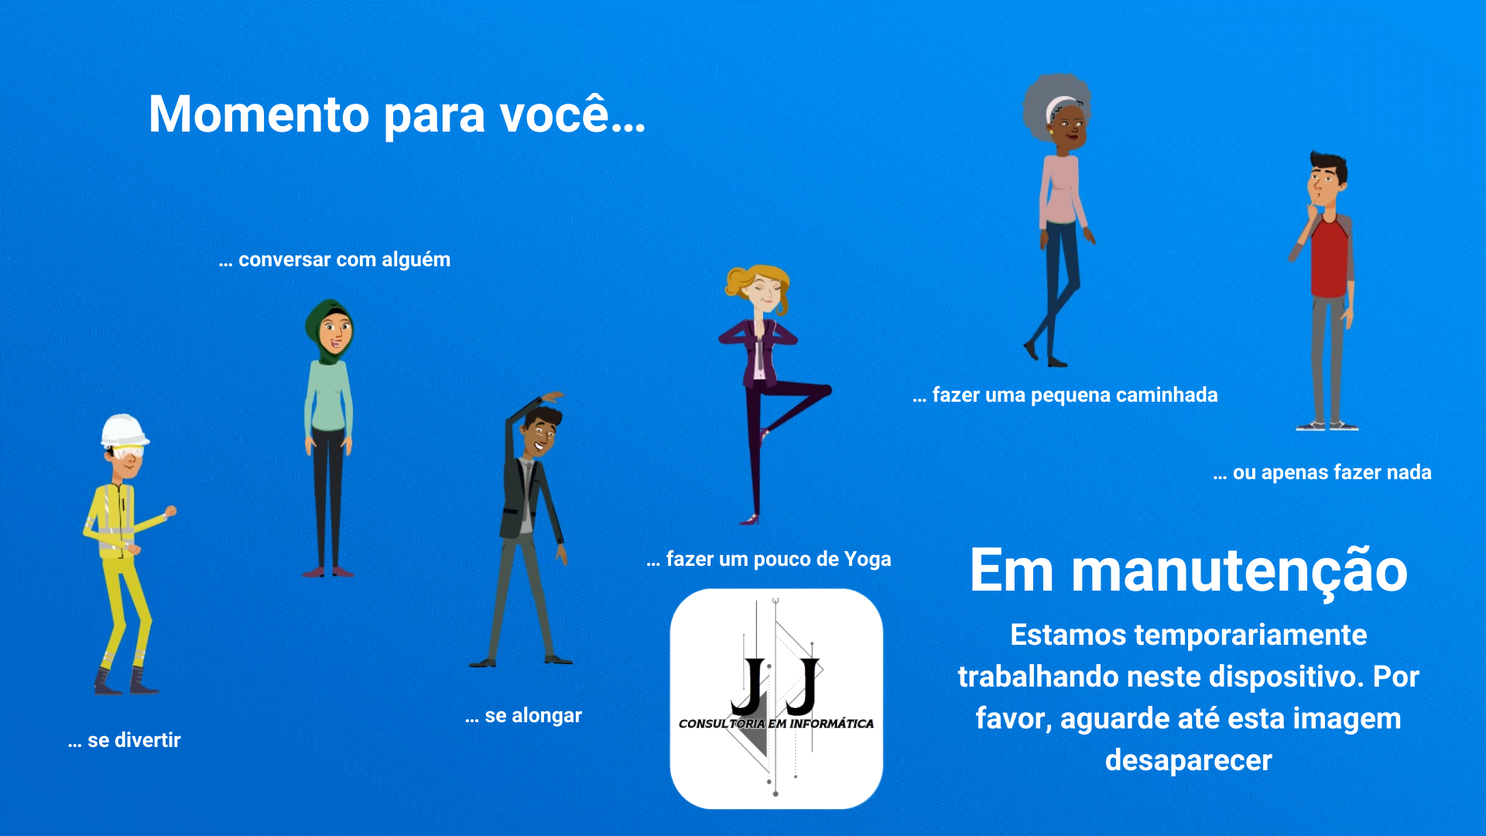 Momento para você...
... conversar com alguém
... fazer uma pequena caminhada
... ou apenas fazer nada
... fazer um pouco de Yoga
... se alongar
... se divertir
J J
CONSULTÓRIA EM INFORMÁTICA
Em manutenção
Estamos temporariamente
trabalhando neste dispositivo. Por
favor, aguarde até esta imagem
desaparecer